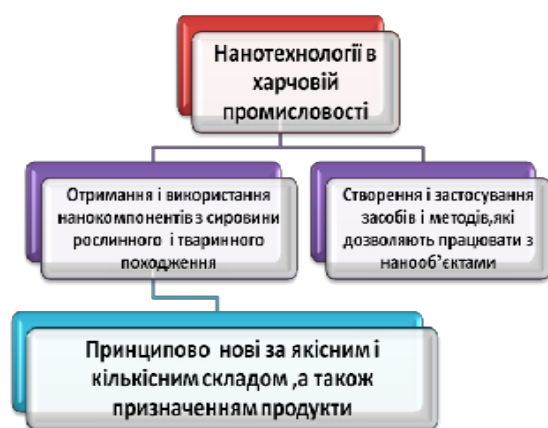 Нанотехнології в
харчовій
промисловості
Отримання і використання
нанокомпонентів з сировини
рослинного і тваринного
походження
Створення і застосування
засобів і методів,які
дозволяють працювати з
нанооб’єктами
Принципово нові за якісним і
кількісним складом ,а також
призначенням продукти